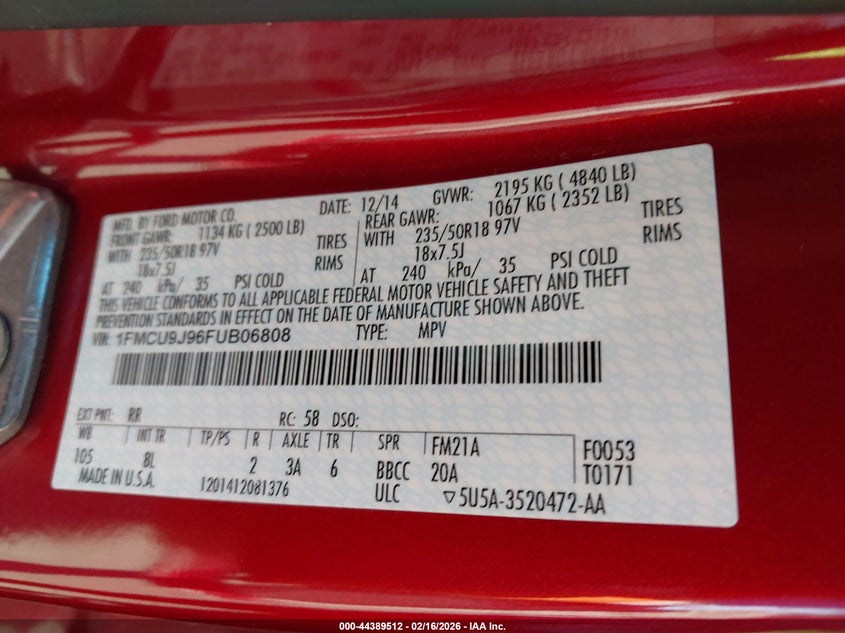 MFD. BY FORD MOTOR CO.
DATE: 12/14 GVWR: 2195 KG ( 4840 LB)
FRONT GAWR: 1134 KG ( 2500 LB)
REAR GAWR: 1067 KG ( 2352 LB)
WITH 235/50R18 97V TIRES
WITH 235/50R18 97V TIRES
18x7.5J RIMS
18x7.5J RIMS
AT 240 kPa/ 35 PSI COLD
AT 240 kPa/ 35 PSI COLD
THIS VEHICLE CONFORMS TO ALL APPLICABLE FEDERAL MOTOR VEHICLE SAFETY AND THEFT
PREVENTION STANDARDS IN EFFECT ON THE DATE OF MANUFACTURE SHOWN ABOVE.
VIN: 1FMCU9J96FUB06808 TYPE: MPV
EXT PNT: RR RC: 58 DSO:
WB INT TR TP/PS R AXLE TR SPR FM21A F0053
105 8L 2 3A 6 BBCC 20A T0171
MADE IN U.S.A. 1201412081376 ULC ▽5U5A-3520472-AA
000-44389512 - 02/16/2026 - IAA Inc.